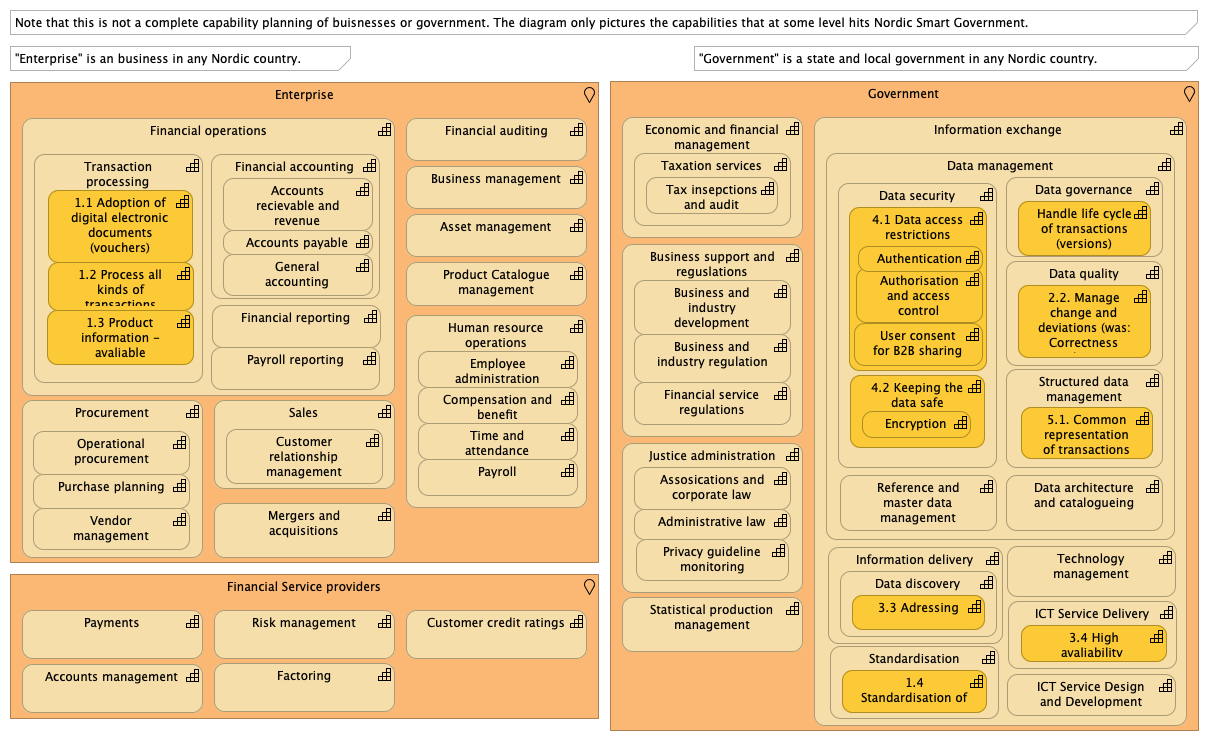 Note that this is not a complete capability planning of buisnesses or government. The diagram only pictures the capabilities that at some level hits Nordic Smart Government.
"Enterprise" is an business in any Nordic country.
"Government" is a state and local government in any Nordic country.
Enterprise
Financial operations
Transaction
processing
1.1 Adoption of
digital electronic
documents
(vouchers)
1.2 Process all
kinds of
transactions
1.3 Product
information -
avaliable
Financial accounting
Accounts
recievable and
revenue
Accounts payable
General
accounting
Financial reporting
Payroll reporting
Financial auditing
Business management
Asset management
Product Catalogue
management
Human resource
operations
Employee
administration
Compensation and
benefit
Time and
attendance
Payroll
Procurement
Operational
procurement
Purchase planning
Vendor
management
Sales
Customer
relationship
management
Mergers and
acquisitions
Financial Service providers
Payments
Risk management
Customer credit ratings
Accounts management
Factoring
Government
Economic and financial
management
Taxation services
Tax insepctions
and audit
Business support and
reguslations
Business and
industry
development
Business and
industry regulation
Financial service
regulations
Justice administration
Assosications and
corporate law
Administrative law
Privacy guideline
monitoring
Statistical production
management
Information exchange
Data management
Data security
4.1 Data access
restrictions
Authentication
Authorisation
and access
control
User consent
for B2B sharing
4.2 Keeping the
data safe
Encryption
Data governance
Handle life cycle
of transactions
(versions)
Data quality
2.2. Manage
change and
deviations (was:
Correctness
Structured data
management
5.1. Common
representation
of transactions
Reference and
master data
management
Data architecture
and catalogueing
Information delivery
Data discovery
3.3 Adressing
Standardisation
1.4
Standardisation of
Technology
management
ICT Service Delivery
3.4 High
avaliability
ICT Service Design
and Development